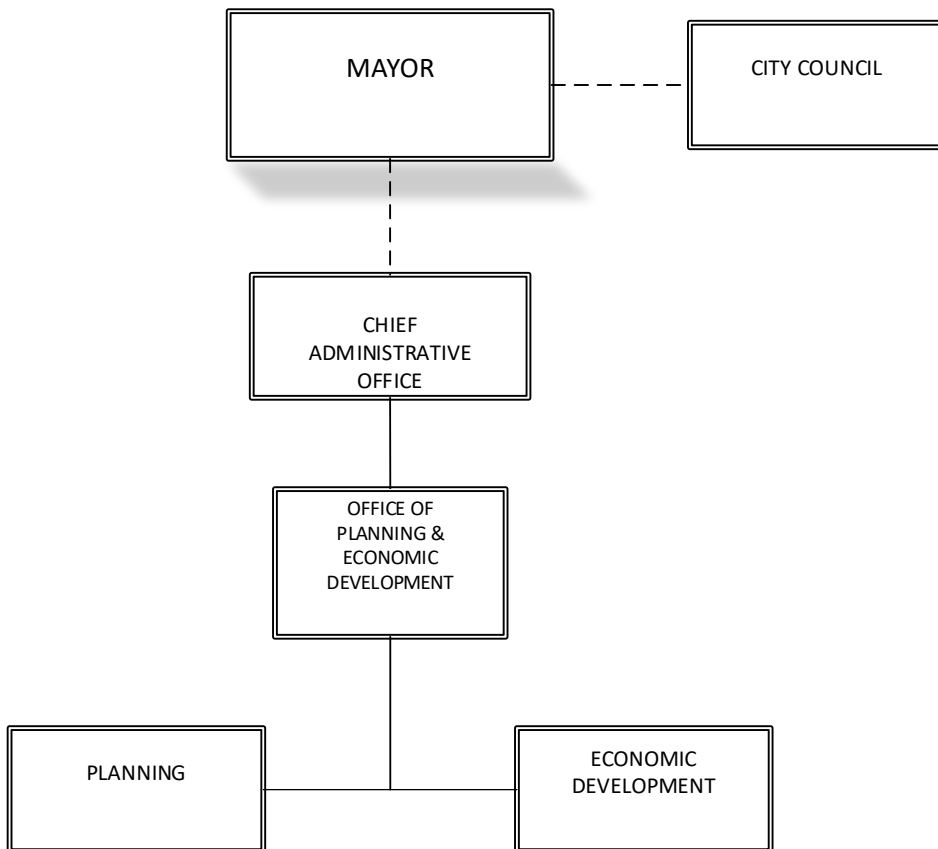 MAYOR
CITY COUNCIL
CHIEF
ADMINISTRATIVE
OFFICE
OFFICE OF
PLANNING &
ECONOMIC
DEVELOPMENT
PLANNING
ECONOMIC
DEVELOPMENT